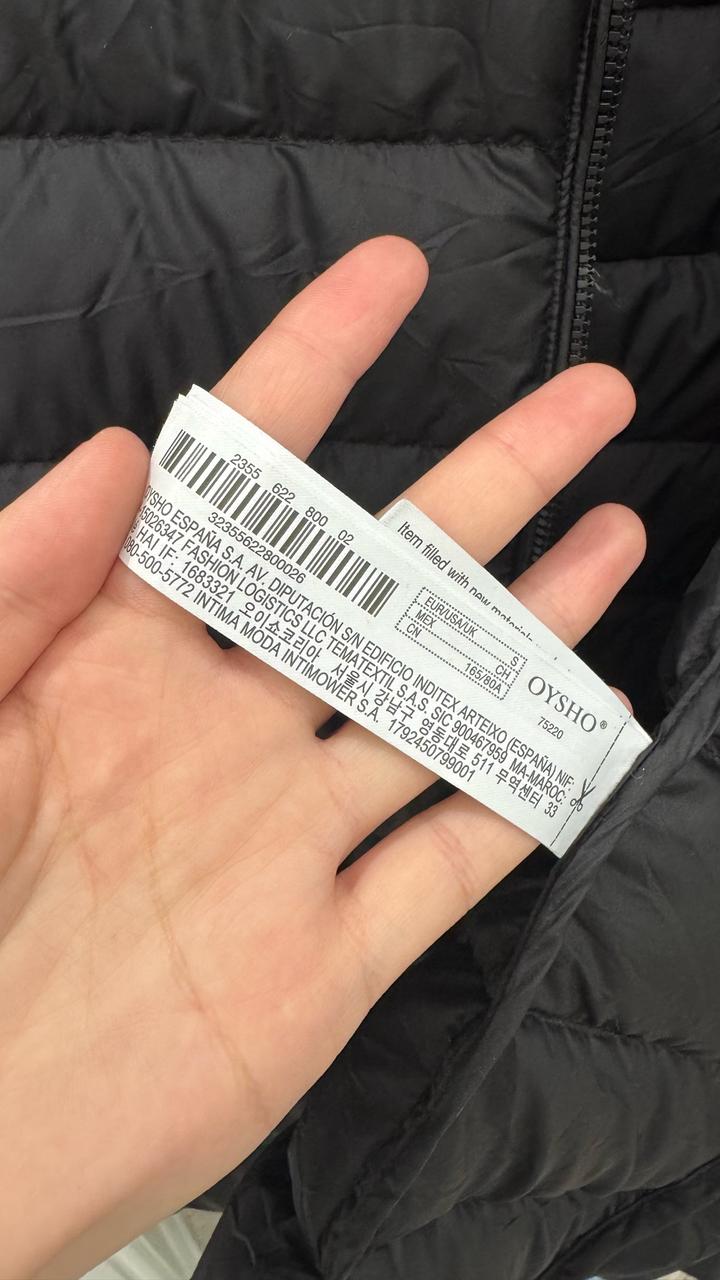 2355 622 800 02
32355622800026
Item filled with new
EUR/USA/UK S
MEX CH
CN 165/80A
OYSHO®
75220
OYSHO ESPAÑA S.A. AV. DIPUTACIÓN S/N EDIFICIO INDITEX ARTEIXO (ESPAÑA) NIF:
15026347 FASHION LOGISTICS LLC TEMATEXTIL S.A.S. SIC 900467959 MA-MAROC:
HAI IF: 1683321 오이쇼코리아 서울시 강남구 영동대로 511 무역센터 33
080-500-5772 INTIMA MODA INTIMOWER S.A. 1792450799001